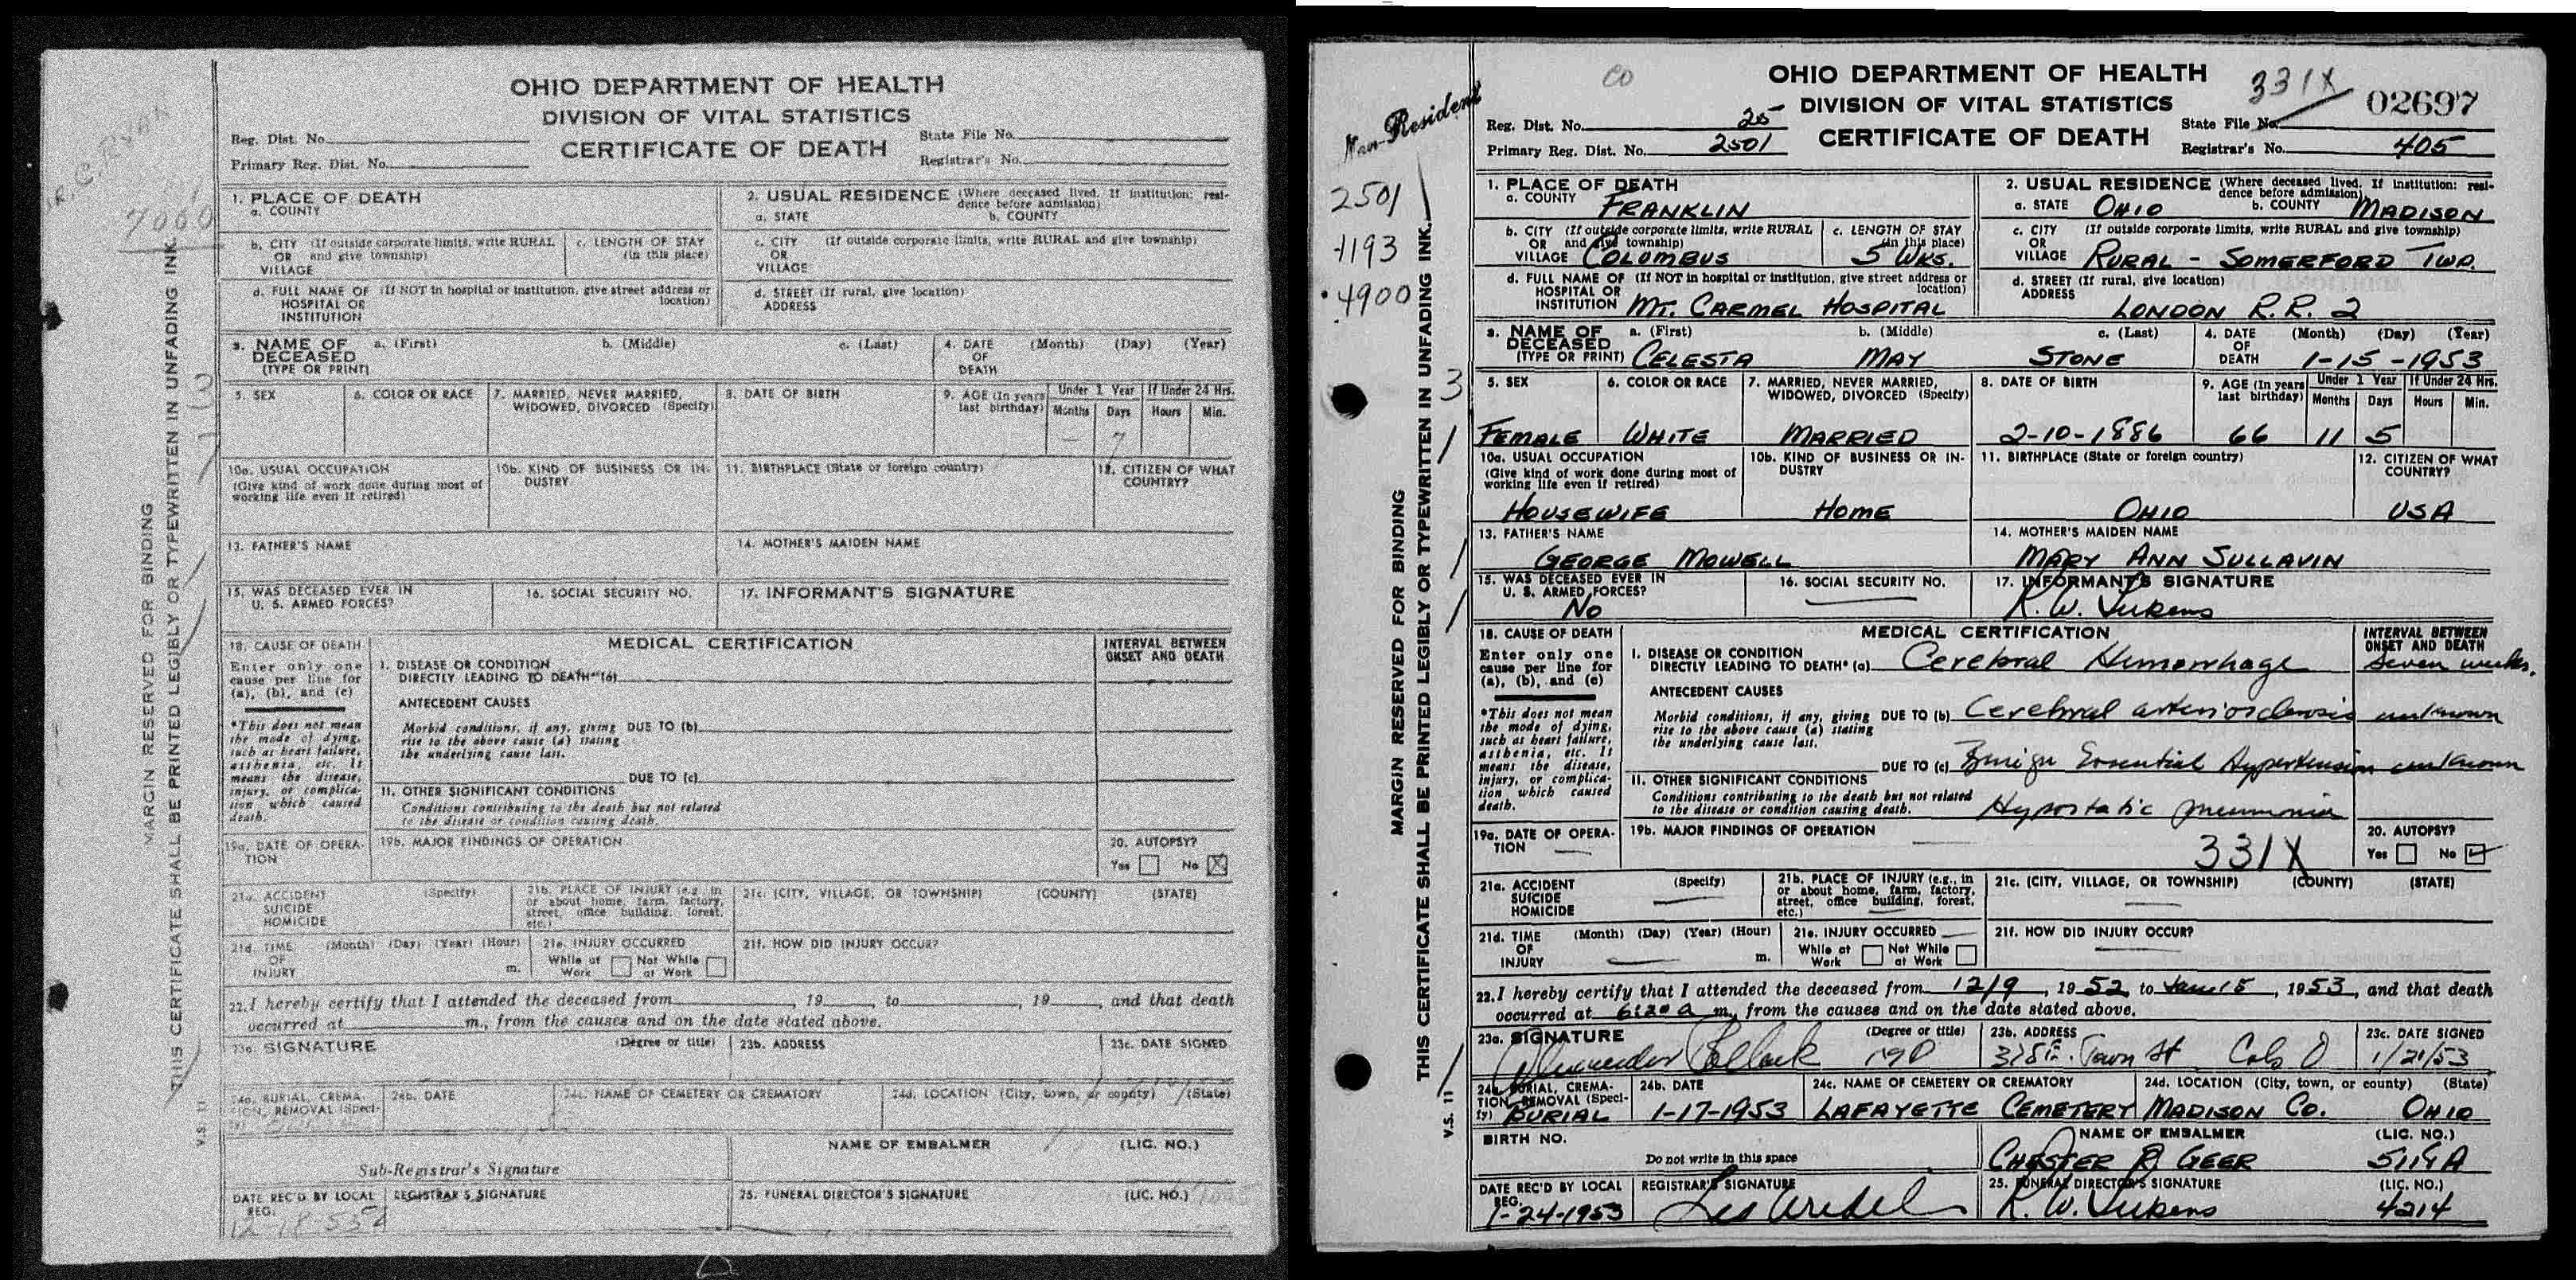 OHIO DEPARTMENT OF HEALTH
DIVISION OF VITAL STATISTICS
CERTIFICATE OF DEATH
Reg. Dist. No.
Primary Reg. Dist. No.
State File No.
Registrar's No.
7000
MARGIN RESERVED FOR BINDING
THIS CERTIFICATE SHALL BE PRINTED LEGIBLY OR TYPEWRITTEN IN UNFADING INK.
V.S. 11
1. PLACE OF DEATH
a. COUNTY
2. USUAL RESIDENCE (Where deceased lived. If institution: resi-
dence before admission)
a. STATE b. COUNTY
b. CITY (If outside corporate limits, write RURAL
OR and give township)
VILLAGE
c. LENGTH OF STAY
(in this place)
c. CITY (If outside corporate limits, write RURAL and give township)
OR
VILLAGE
d. FULL NAME OF (If NOT in hospital or institution, give street address or
HOSPITAL OR location)
INSTITUTION
d. STREET (If rural, give location)
ADDRESS
3. NAME OF a. (First) b. (Middle) c. (Last)
DECEASED
(TYPE OR PRINT)
4. DATE (Month) (Day) (Year)
OF
DEATH
5. SEX
6. COLOR OR RACE
7. MARRIED, NEVER MARRIED,
WIDOWED, DIVORCED (Specify)
8. DATE OF BIRTH
9. AGE (In years
last birthday)
Under 1 Year If Under 24 Hrs.
Months Days Hours Min.
— 7
10a. USUAL OCCUPATION
(Give kind of work done during most of
working life even if retired)
10b. KIND OF BUSINESS OR IN-
DUSTRY
11. BIRTHPLACE (State or foreign country)
12. CITIZEN OF WHAT
COUNTRY?
13. FATHER'S NAME
14. MOTHER'S MAIDEN NAME
15. WAS DECEASED EVER IN
U. S. ARMED FORCES?
16. SOCIAL SECURITY NO.
17. INFORMANT'S SIGNATURE
18. CAUSE OF DEATH
Enter only one
cause per line for
(a), (b), and (c)
*This does not mean
the mode of dying,
such as heart failure,
asthenia, etc. It
means the disease,
injury, or complica-
tion which caused
death.
MEDICAL CERTIFICATION
INTERVAL BETWEEN
ONSET AND DEATH
I. DISEASE OR CONDITION
DIRECTLY LEADING TO DEATH* (a)
ANTECEDENT CAUSES
Morbid conditions, if any, giving DUE TO (b)
rise to the above cause (a) stating
the underlying cause last.
DUE TO (c)
II. OTHER SIGNIFICANT CONDITIONS
Conditions contributing to the death but not related
to the disease or condition causing death.
19a. DATE OF OPERA-
TION
19b. MAJOR FINDINGS OF OPERATION
20. AUTOPSY?
Yes No X
21a. ACCIDENT (Specify)
SUICIDE
HOMICIDE
21b. PLACE OF INJURY (e.g., in
or about home, farm, factory,
street, office building, forest,
etc.)
21c. (CITY, VILLAGE, OR TOWNSHIP) (COUNTY) (STATE)
21d. TIME (Month) (Day) (Year) (Hour)
OF
INJURY m.
21e. INJURY OCCURRED
While at Not While
Work at Work
21f. HOW DID INJURY OCCUR?
22. I hereby certify that I attended the deceased from , 19 , to , 19 , and that death
occurred at m., from the causes and on the date stated above.
23a. SIGNATURE (Degree or title)
23b. ADDRESS
23c. DATE SIGNED
24a. BURIAL, CREMA-
TION, REMOVAL (Speci-
fy)
24b. DATE
24c. NAME OF CEMETERY OR CREMATORY
24d. LOCATION (City, town, or county) (State)
Sub-Registrar's Signature
NAME OF EMBALMER (LIC. NO.)
DATE REC'D BY LOCAL
REG.
REGISTRAR'S SIGNATURE
25. FUNERAL DIRECTOR'S SIGNATURE (LIC. NO.)
OHIO DEPARTMENT OF HEALTH
DIVISION OF VITAL STATISTICS
CERTIFICATE OF DEATH
CO
331X
02697
Reg. Dist. No. 25
Primary Reg. Dist. No. 2501
State File No.
Registrar's No. 405
Non-Resident
2501
1193
4900
3
MARGIN RESERVED FOR BINDING
THIS CERTIFICATE SHALL BE PRINTED LEGIBLY OR TYPEWRITTEN IN UNFADING INK.
V.S. 11
1. PLACE OF DEATH
a. COUNTY FRANKLIN
2. USUAL RESIDENCE (Where deceased lived. If institution: resi-
dence before admission)
a. STATE OHIO b. COUNTY MADISON
b. CITY (If outside corporate limits, write RURAL
OR and give township)
VILLAGE COLUMBUS
c. LENGTH OF STAY
(in this place)
5 WKS.
c. CITY (If outside corporate limits, write RURAL and give township)
OR
VILLAGE RURAL - SOMERFORD TWP.
d. FULL NAME OF (If NOT in hospital or institution, give street address or
HOSPITAL OR location)
INSTITUTION MT. CARMEL HOSPITAL
d. STREET (If rural, give location)
ADDRESS
LONDON R.R. 2
3. NAME OF a. (First) b. (Middle) c. (Last)
DECEASED
(TYPE OR PRINT) CELESTA MAY STONE
4. DATE (Month) (Day) (Year)
OF
DEATH 1-15-1953
5. SEX
FEMALE
6. COLOR OR RACE
WHITE
7. MARRIED, NEVER MARRIED,
WIDOWED, DIVORCED (Specify)
MARRIED
8. DATE OF BIRTH
2-10-1886
9. AGE (In years
last birthday)
66
Under 1 Year If Under 24 Hrs.
Months Days Hours Min.
11 5
10a. USUAL OCCUPATION
(Give kind of work done during most of
working life even if retired)
HOUSEWIFE
10b. KIND OF BUSINESS OR IN-
DUSTRY
HOME
11. BIRTHPLACE (State or foreign country)
OHIO
12. CITIZEN OF WHAT
COUNTRY?
USA
13. FATHER'S NAME
GEORGE MOWELL
14. MOTHER'S MAIDEN NAME
MARY ANN SULLAVIN
15. WAS DECEASED EVER IN
U. S. ARMED FORCES?
NO
16. SOCIAL SECURITY NO.
17. INFORMANT'S SIGNATURE
K. W. Lukens
18. CAUSE OF DEATH
Enter only one
cause per line for
(a), (b), and (c)
*This does not mean
the mode of dying,
such as heart failure,
asthenia, etc. It
means the disease,
injury, or complica-
tion which caused
death.
MEDICAL CERTIFICATION
INTERVAL BETWEEN
ONSET AND DEATH
I. DISEASE OR CONDITION
DIRECTLY LEADING TO DEATH* (a) Cerebral Hemorrhage Seven weeks.
ANTECEDENT CAUSES
Morbid conditions, if any, giving DUE TO (b) Cerebral arteriosclerosis unknown
rise to the above cause (a) stating
the underlying cause last.
DUE TO (c) Benign Essential Hypertension unknown
II. OTHER SIGNIFICANT CONDITIONS
Conditions contributing to the death but not related
to the disease or condition causing death. Hypostatic pneumonia
19a. DATE OF OPERA-
TION
19b. MAJOR FINDINGS OF OPERATION
331X
20. AUTOPSY?
Yes No ✓
21a. ACCIDENT (Specify)
SUICIDE
HOMICIDE
21b. PLACE OF INJURY (e.g., in
or about home, farm, factory,
street, office building, forest,
etc.)
21c. (CITY, VILLAGE, OR TOWNSHIP) (COUNTY) (STATE)
21d. TIME (Month) (Day) (Year) (Hour)
OF
INJURY m.
21e. INJURY OCCURRED
While at Not While
Work at Work
21f. HOW DID INJURY OCCUR?
22. I hereby certify that I attended the deceased from 12/9, 1952, to Jan 15, 1953, and that death
occurred at 6:20 a m., from the causes and on the date stated above.
23a. SIGNATURE (Degree or title)
Pollack MD
23b. ADDRESS
Town St Cols O
23c. DATE SIGNED
1/21/53
24a. BURIAL, CREMA-
TION, REMOVAL (Speci-
fy) BURIAL
24b. DATE
1-17-1953
24c. NAME OF CEMETERY OR CREMATORY
LAFAYETTE CEMETERY
24d. LOCATION (City, town, or county) (State)
MADISON CO. OHIO
BIRTH NO.
Do not write in this space
NAME OF EMBALMER (LIC. NO.)
CHESTER R GEER 5114A
DATE REC'D BY LOCAL
REG.
1-24-1953
REGISTRAR'S SIGNATURE
25. FUNERAL DIRECTOR'S SIGNATURE (LIC. NO.)
K. W. Lukens 4214